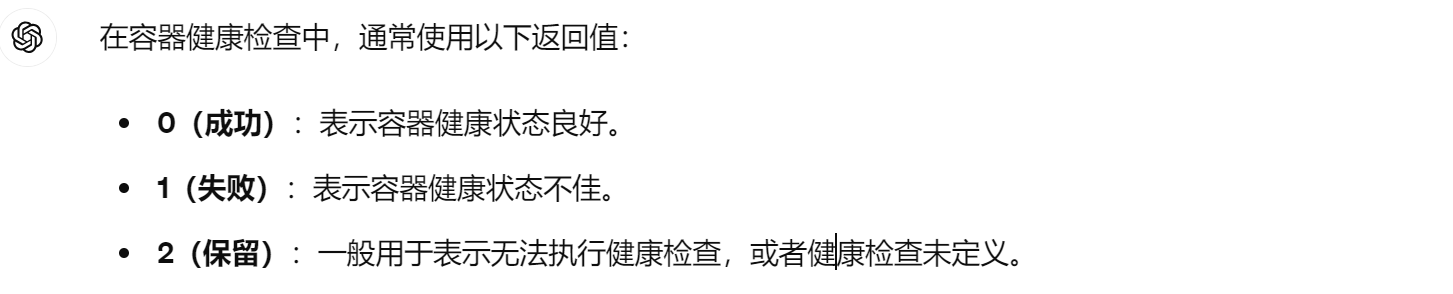 在容器健康检查中，通常使用以下返回值：
• 0（成功）：表示容器健康状态良好。
• 1（失败）：表示容器健康状态不佳。
• 2（保留）：一般用于表示无法执行健康检查，或者健康检查未定义。